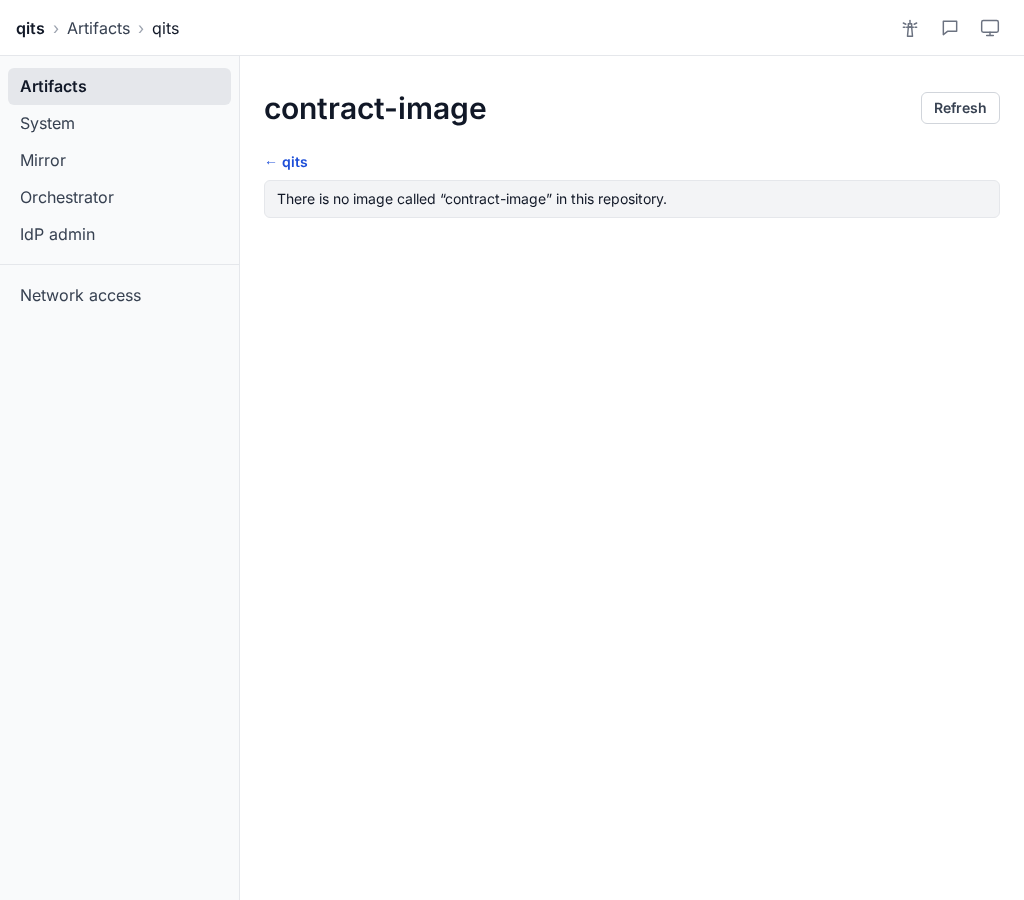 qits › Artifacts › qits
Artifacts
System
Mirror
Orchestrator
IdP admin
Network access
contract-image
Refresh
← qits
There is no image called “contract-image” in this repository.